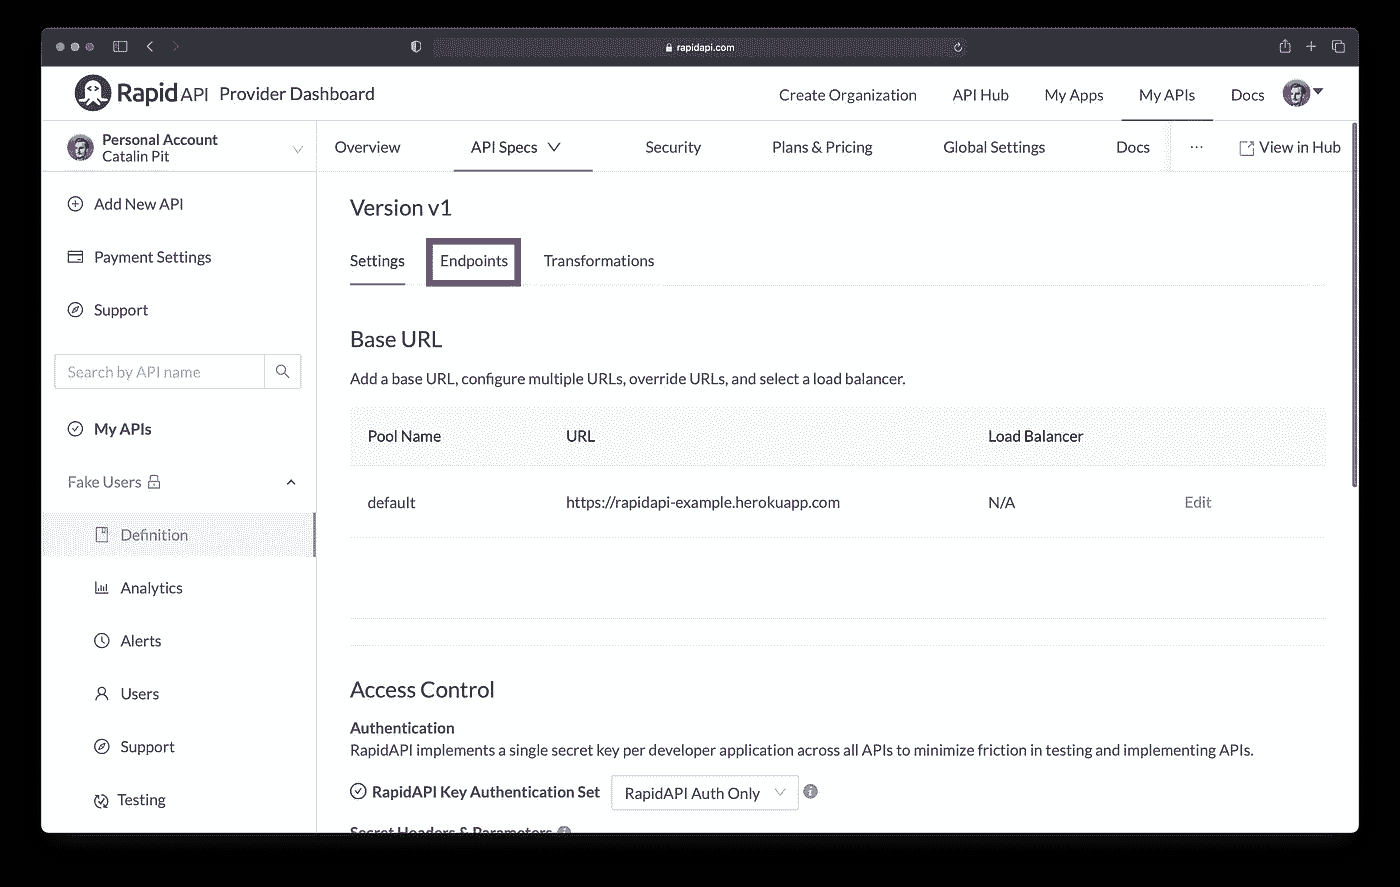 rapidapi.com
RapidAPI Provider Dashboard
Create Organization API Hub My Apps My APIs Docs
Personal Account
Catalin Pit
Overview API Specs Security Plans & Pricing Global Settings Docs ... View in Hub
Add New API
Payment Settings
Support
Search by API name
My APIs
Fake Users
Definition
Analytics
Alerts
Users
Support
Testing
Version v1
Settings Endpoints Transformations
Base URL
Add a base URL, configure multiple URLs, override URLs, and select a load balancer.
Pool Name URL Load Balancer
default https://rapidapi-example.herokuapp.com N/A Edit
Access Control
Authentication
RapidAPI implements a single secret key per developer application across all APIs to minimize friction in testing and implementing APIs.
RapidAPI Key Authentication Set RapidAPI Auth Only
Secret Headers & Parameters